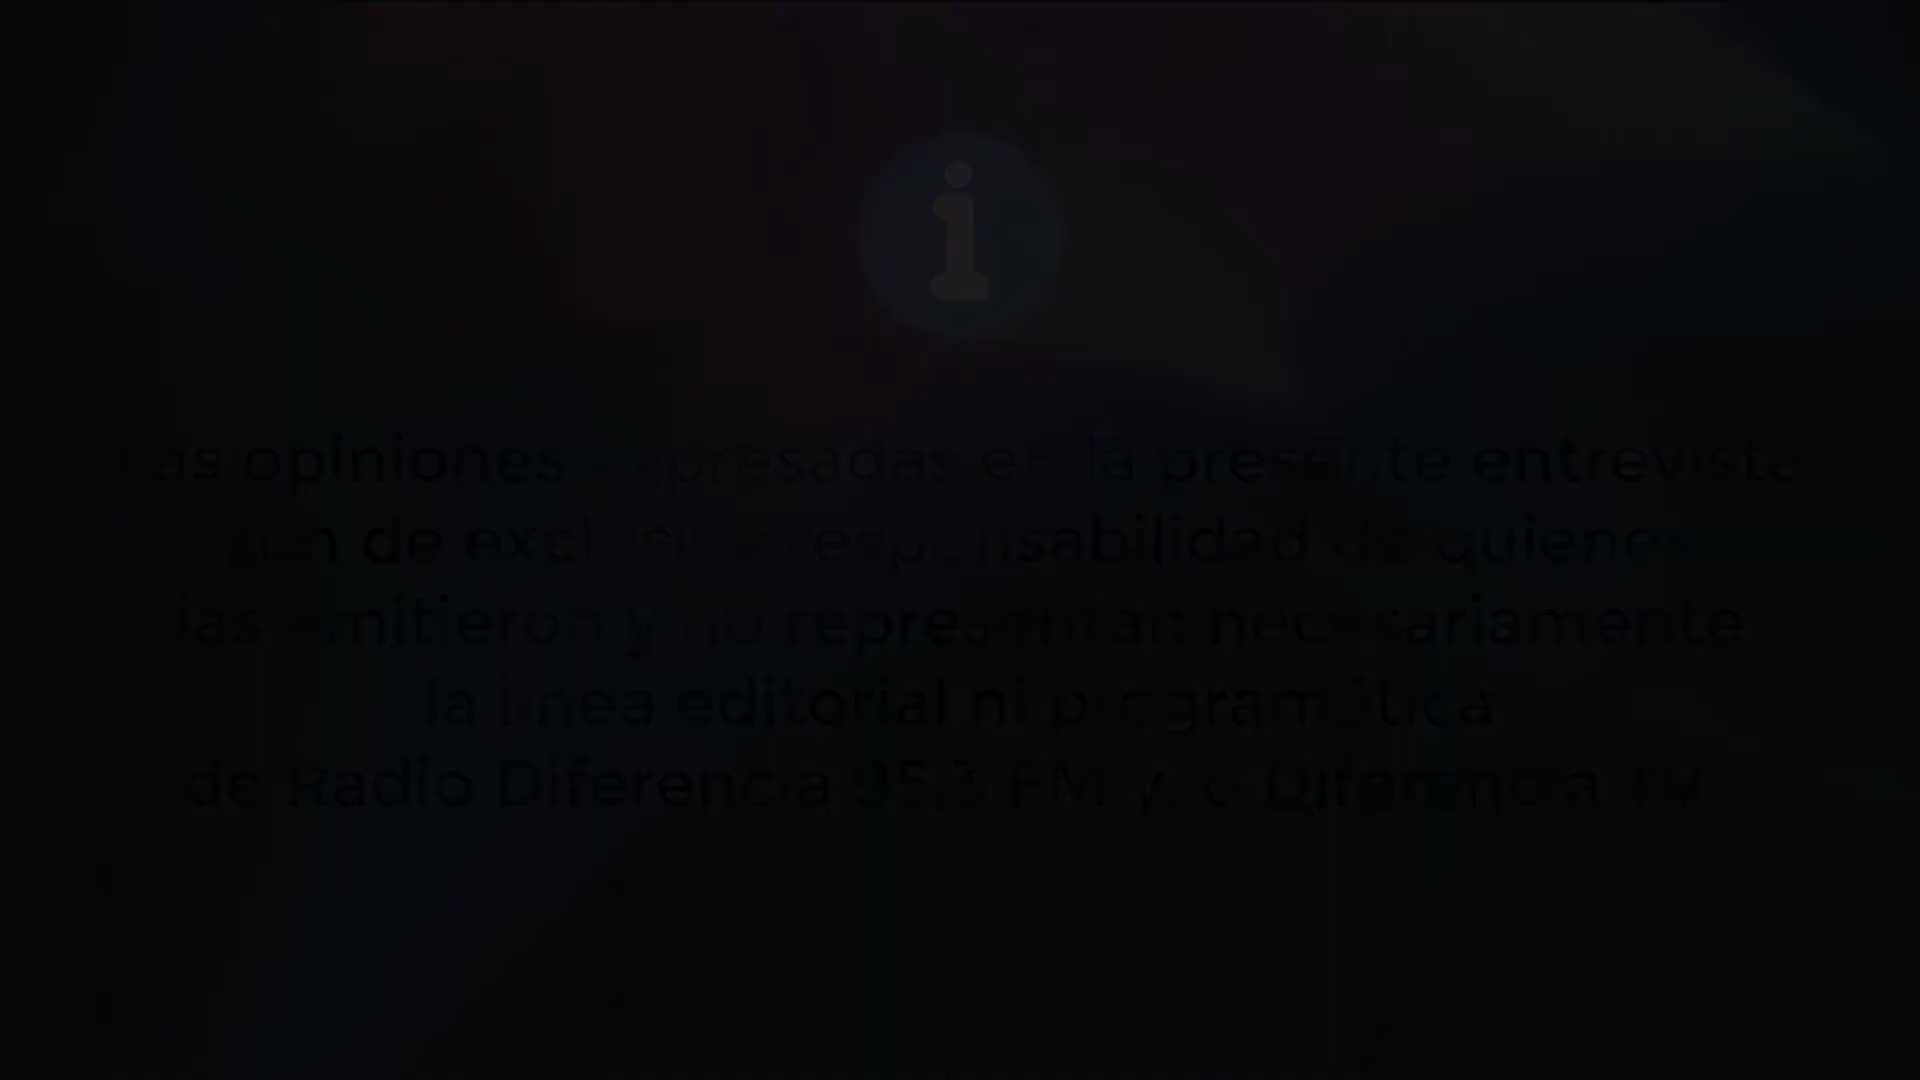 Las opiniones expresadas en la presente entrevista
son de exclusiva responsabilidad de quienes
las emitieron y no representan necesariamente
la línea editorial ni programática
de Radio Diferencia 95.3 FM y/o Diferencia TV